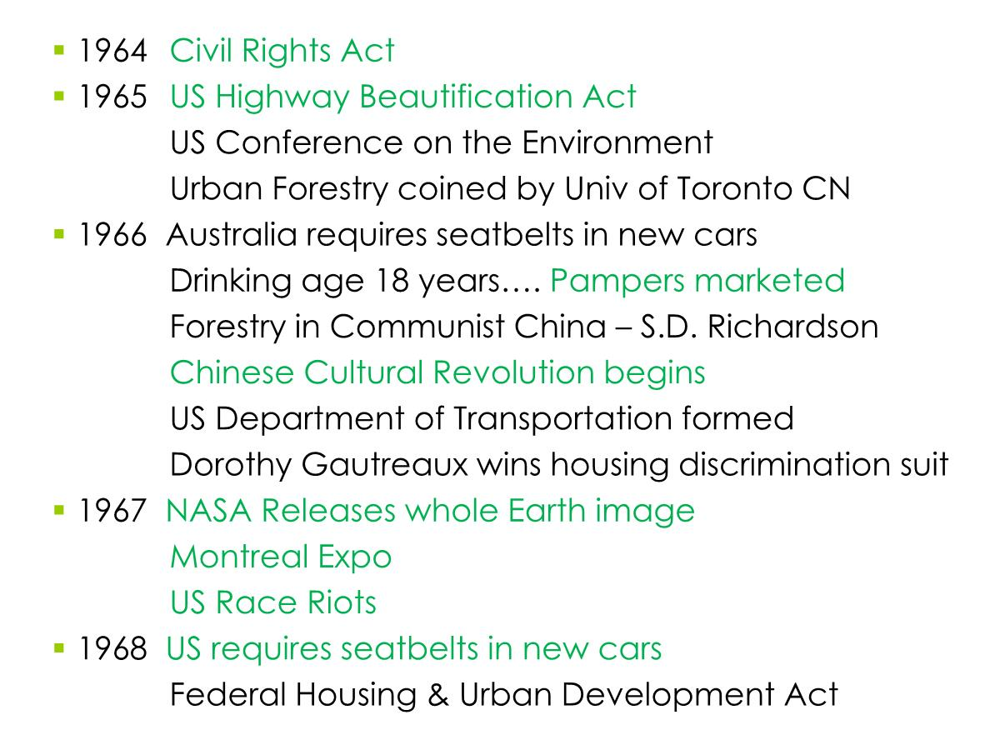 ▪ 1964 Civil Rights Act
▪ 1965 US Highway Beautification Act
US Conference on the Environment
Urban Forestry coined by Univ of Toronto CN
▪ 1966 Australia requires seatbelts in new cars
Drinking age 18 years…. Pampers marketed
Forestry in Communist China – S.D. Richardson
Chinese Cultural Revolution begins
US Department of Transportation formed
Dorothy Gautreaux wins housing discrimination suit
▪ 1967 NASA Releases whole Earth image
Montreal Expo
US Race Riots
▪ 1968 US requires seatbelts in new cars
Federal Housing & Urban Development Act